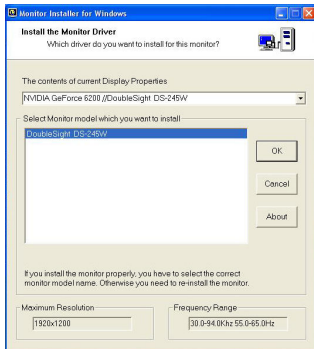 Monitor Installer for Windows
Install the Monitor Driver
Which driver do you want to install for this monitor?
The contents of current Display Properties
NVIDIA GeForce 6200 //DoubleSight DS-245W
Select Monitor model which you want to install
DoubleSight DS-245W
OK
Cancel
About
If you install the monitor properly, you have to select the correct
monitor model name. Otherwise you need to re-install the monitor.
Maximum Resolution
1920x1200
Frequency Range
30.0-94.0Khz 55.0-65.0Hz